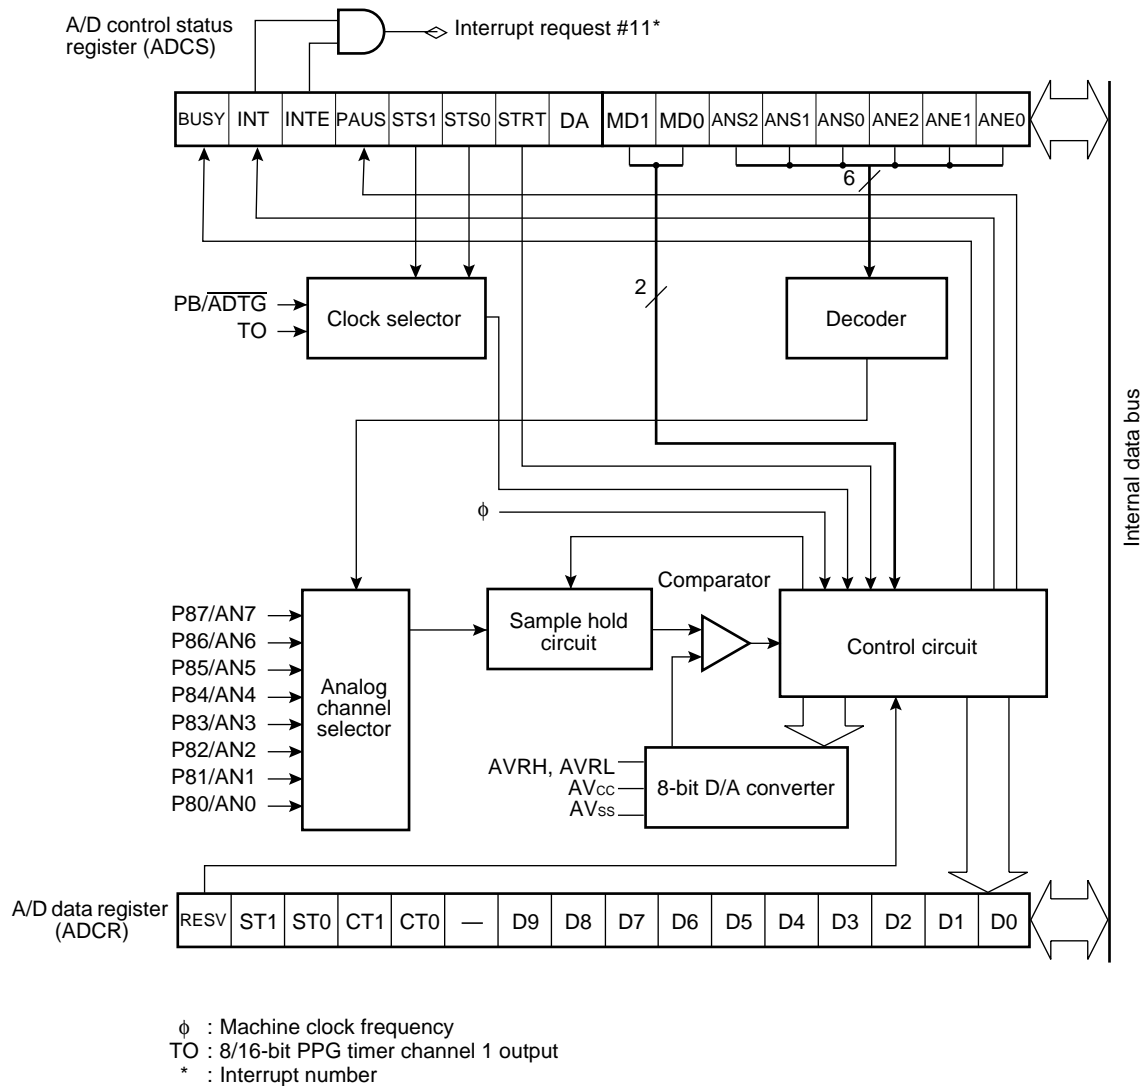 A/D control status
register (ADCS)
Interrupt request #11*
BUSY INT INTE PAUS STS1 STS0 STRT DA MD1 MD0 ANS2 ANS1 ANS0 ANE2 ANE1 ANE0
6
2
PB/ADTG
TO
Clock selector
Decoder
Internal data bus
φ
Comparator
P87/AN7
P86/AN6
P85/AN5
P84/AN4
P83/AN3
P82/AN2
P81/AN1
P80/AN0
Analog
channel
selector
Sample hold
circuit
Control circuit
AVRH, AVRL
AVCC
AVSS
8-bit D/A converter
A/D data register
(ADCR)
RESV ST1 ST0 CT1 CT0 — D9 D8 D7 D6 D5 D4 D3 D2 D1 D0
φ : Machine clock frequency
TO : 8/16-bit PPG timer channel 1 output
* : Interrupt number